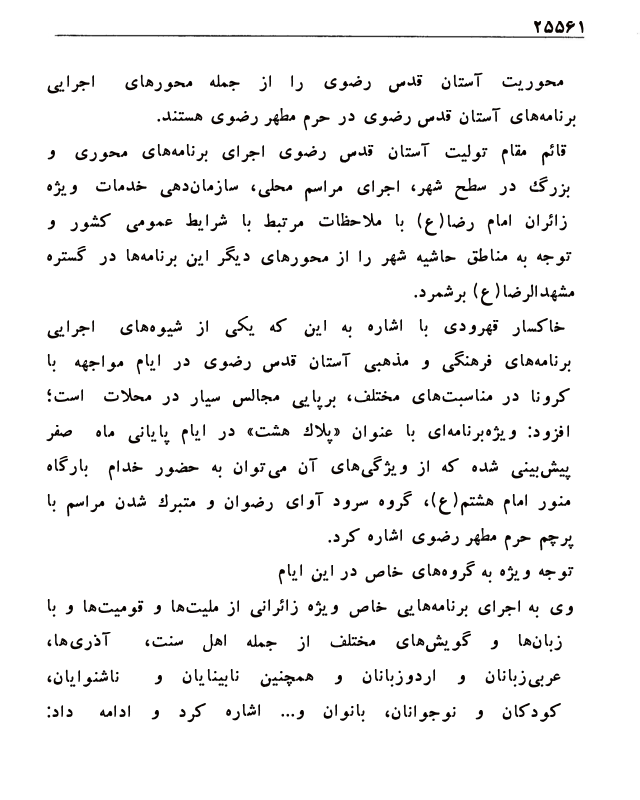 ۲۵۵۶۱
محوریت آستان قدس رضوی را از جمله محورهای اجرایی
برنامه‌های آستان قدس رضوی در حرم مطهر رضوی هستند.
قائم مقام تولیت آستان قدس رضوی اجرای برنامه‌های محوری و
بزرگ در سطح شهر، اجرای مراسم محلی، سازمان‌دهی خدمات ویژه
زائران امام رضا(ع) با ملاحظات مرتبط با شرایط عمومی کشور و
توجه به مناطق حاشیه شهر را از محورهای دیگر این برنامه‌ها در گستره
مشهدالرضا(ع) برشمرد.
خاکسار قهرودی با اشاره به این که یکی از شیوه‌های اجرایی
برنامه‌های فرهنگی و مذهبی آستان قدس رضوی در ایام مواجهه با
کرونا در مناسبت‌های مختلف، برپایی مجالس سیار در محلات است؛
افزود: ویژه‌برنامه‌ای با عنوان «پلاک هشت» در ایام پایانی ماه صفر
پیش‌بینی شده که از ویژگی‌های آن می‌توان به حضور خدام بارگاه
منور امام هشتم(ع)، گروه سرود آوای رضوان و متبرک شدن مراسم با
پرچم حرم مطهر رضوی اشاره کرد.
توجه ویژه به گروه‌های خاص در این ایام
وی به اجرای برنامه‌هایی خاص ویژه زائرانی از ملیت‌ها و قومیت‌ها و با
زبان‌ها و گویش‌های مختلف از جمله اهل سنت، آذری‌ها،
عربی‌زبانان و اردوزبانان و همچنین نابینایان و ناشنوایان،
کودکان و نوجوانان، بانوان و... اشاره کرد و ادامه داد: